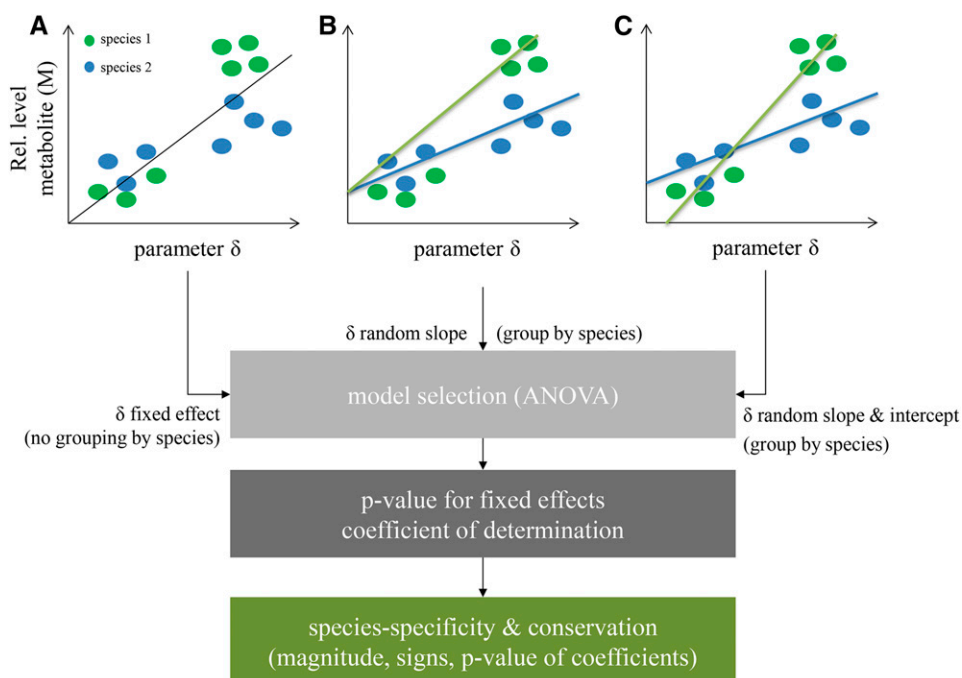 A
species 1
species 2
Rel. level
metabolite (M)
parameter δ
B
parameter δ
C
parameter δ
δ random slope
(group by species)
model selection (ANOVA)
δ fixed effect
(no grouping by species)
δ random slope & intercept
(group by species)
p-value for fixed effects
coefficient of determination
species-specificity & conservation
(magnitude, signs, p-value of coefficients)